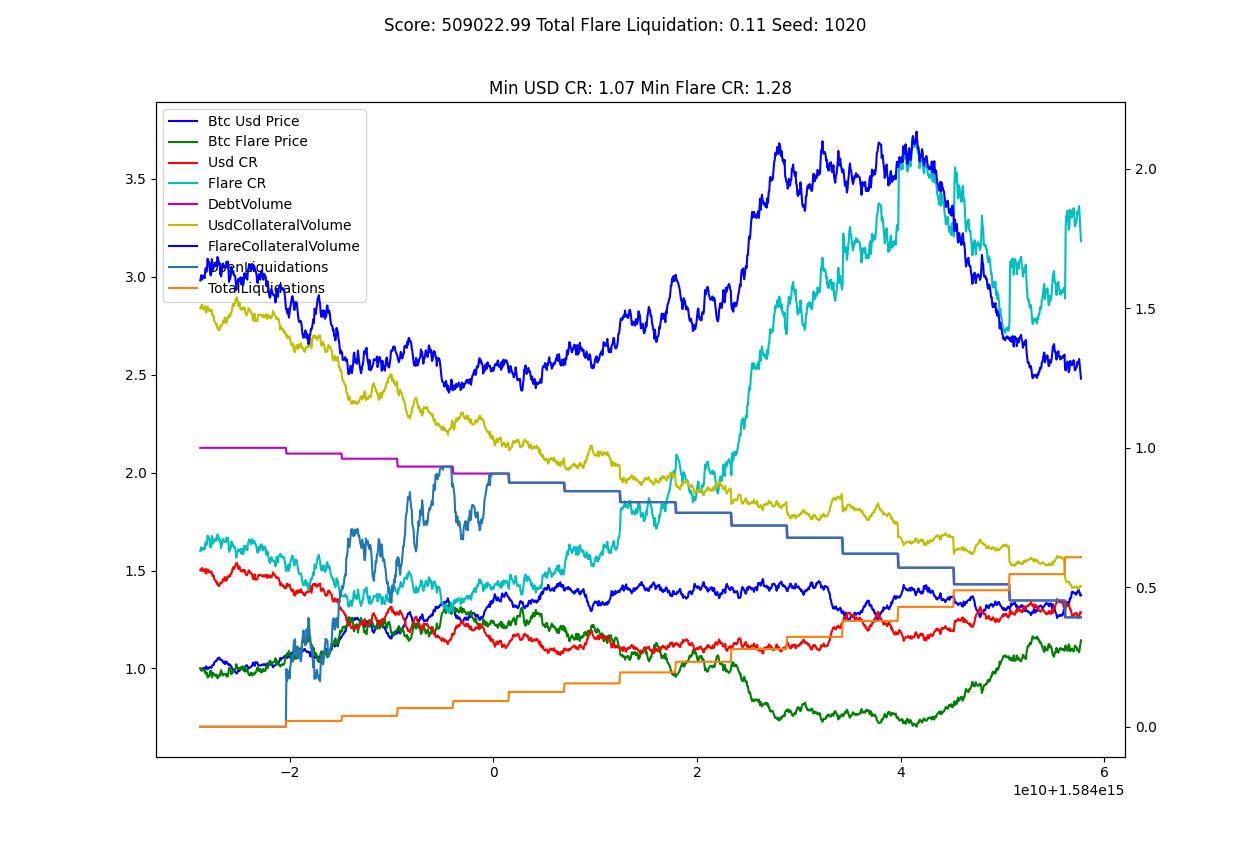 Score: 509022.99 Total Flare Liquidation: 0.11 Seed: 1020
Min USD CR: 1.07 Min Flare CR: 1.28
Btc Usd Price
Btc Flare Price
Usd CR
Flare CR
DebtVolume
UsdCollateralVolume
FlareCollateralVolume
OpenLiquidations
TotalLiquidations
3.5
3.0
2.5
2.0
1.5
1.0
2.0
1.5
1.0
0.5
0.0
−2
0
2
4
6
1e10+1.584e15